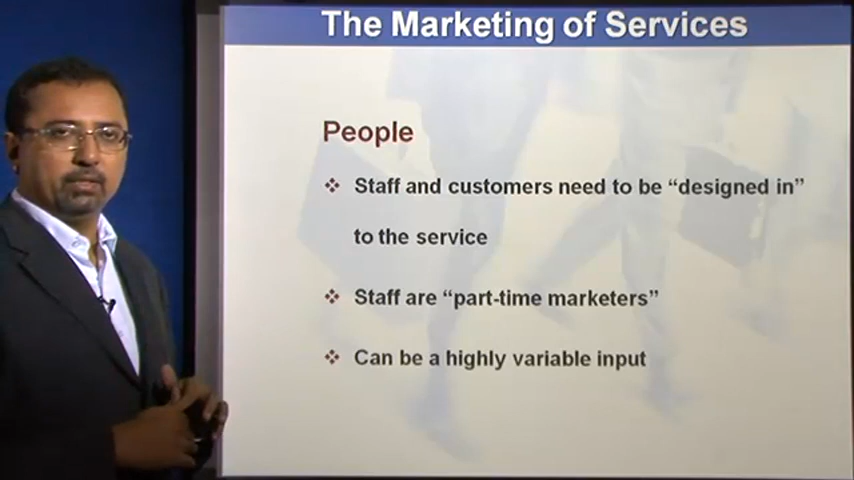 The Marketing of Services
People
❖ Staff and customers need to be “designed in”
to the service
❖ Staff are “part-time marketers”
❖ Can be a highly variable input